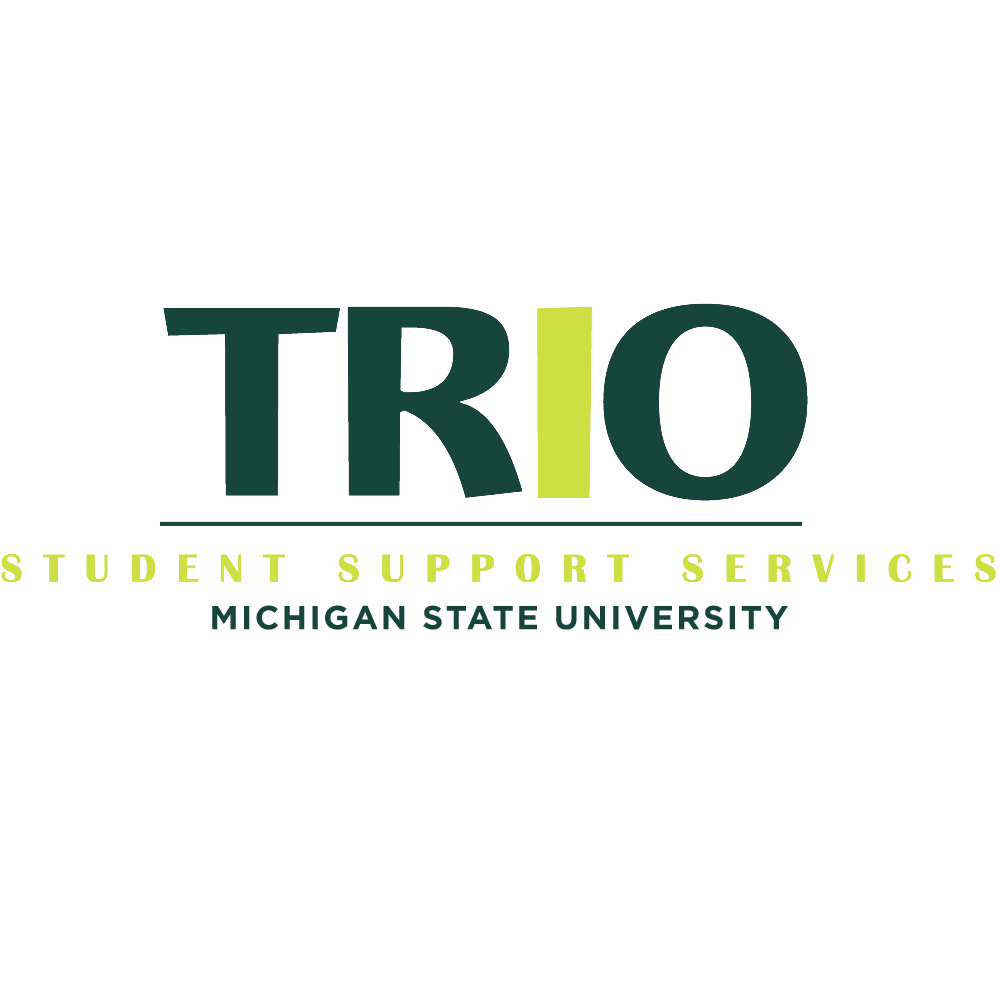 TRIO
STUDENT SUPPORT SERVICES
MICHIGAN STATE UNIVERSITY